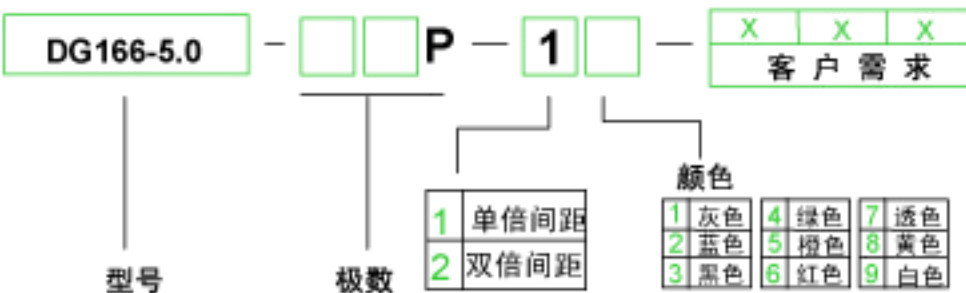 DG166-5.0 - P - 1 - X X X
客户需求
颜色
1 单倍间距
2 双倍间距
1 灰色 4 绿色 7 透色
2 蓝色 5 橙色 8 黄色
3 黑色 6 红色 9 白色
型号 极数